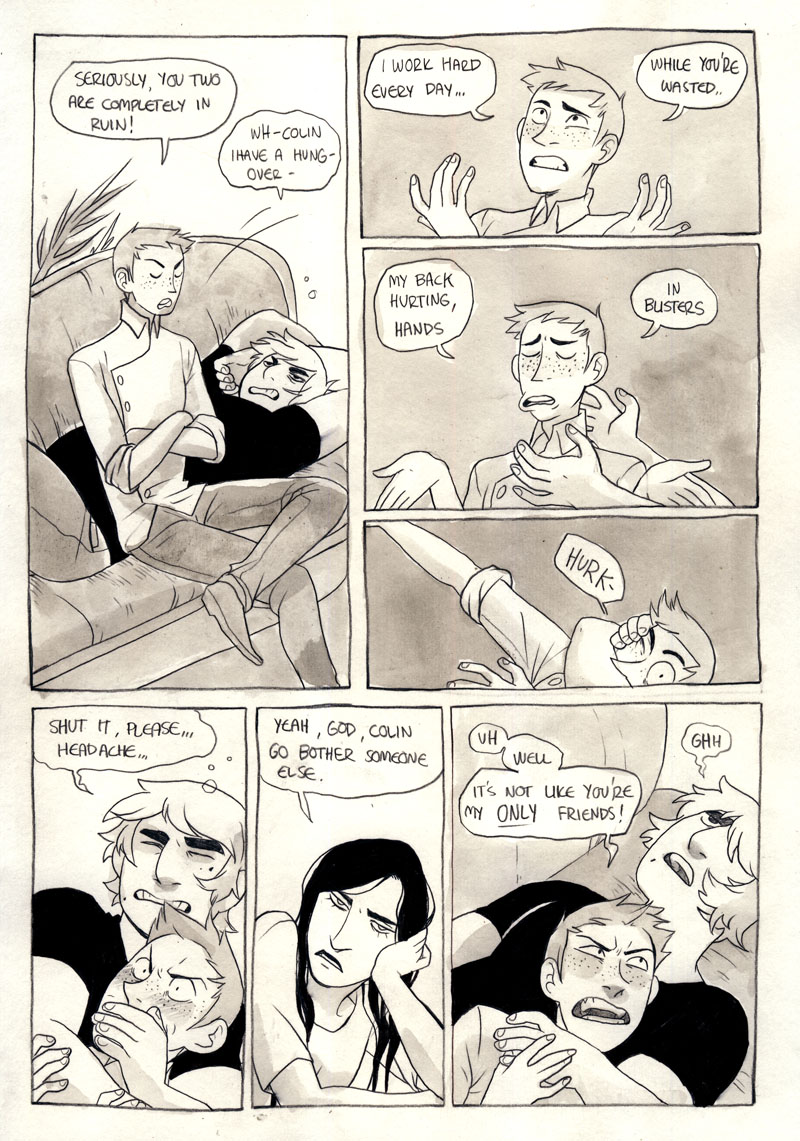 SERIOUSLY, YOU TWO
ARE COMPLETELY IN
RUIN!
WH-COLIN
I HAVE A HUNG-
OVER -
I WORK HARD
EVERY DAY...
WHILE YOU'RE
WASTED..
MY BACK
HURTING,
HANDS
IN
BUSTERS
HURK-
SHUT IT, PLEASE...
HEADACHE...
YEAH, GOD, COLIN
GO BOTHER SOMEONE
ELSE.
UH
WELL
IT'S NOT LIKE YOU'RE
MY ONLY FRIENDS!
GHH